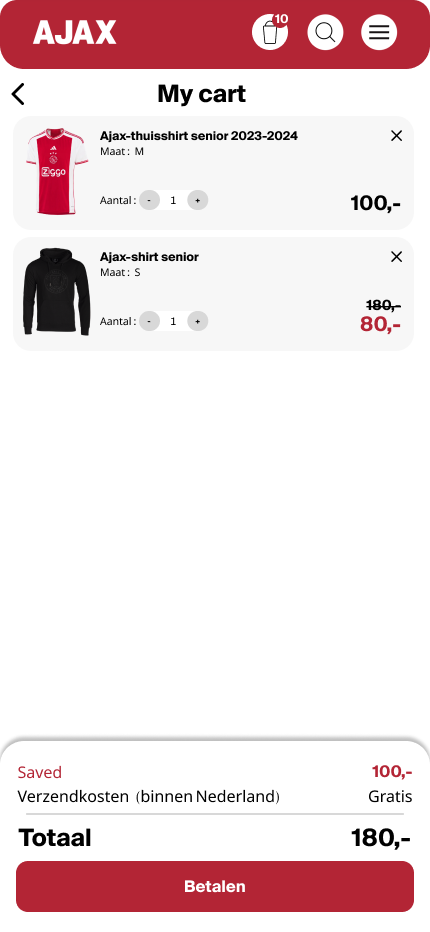 AJAX
10
My cart
Ajax-thuisshirt senior 2023-2024
Maat: M
Ziggo
Aantal: - 1 +
100,-
Ajax-shirt senior
Maat: S
180,-
Aantal: - 1 +
80,-
Saved 100,-
Verzendkosten (binnen Nederland) Gratis
Totaal 180,-
Betalen